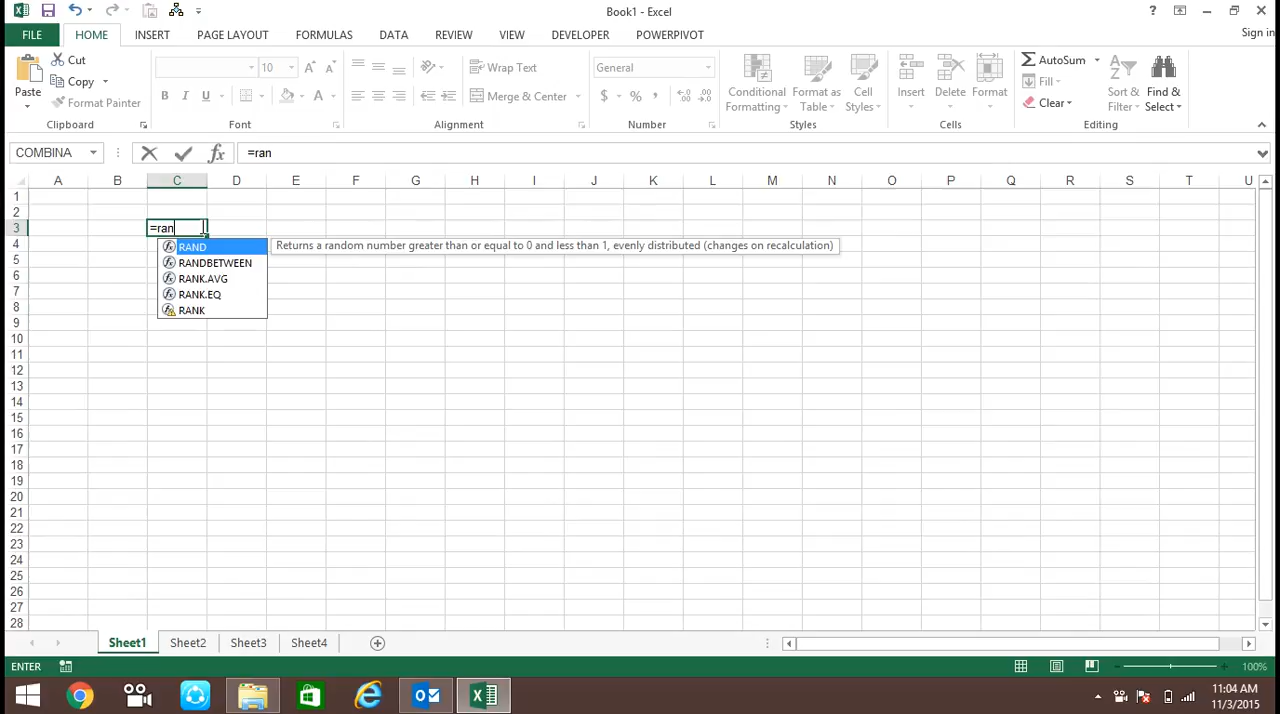 Book1 - Excel
?
Sign in
FILE HOME INSERT PAGE LAYOUT FORMULAS DATA REVIEW VIEW DEVELOPER POWERPIVOT
Paste
Cut
Copy
Format Painter
Clipboard
10 A A
B I U A
Font
Wrap Text
Merge & Center
Alignment
General
$ % ,
Number
Conditional Formatting
Format as Table
Cell Styles
Styles
Insert Delete Format
Cells
AutoSum
Fill
Clear
Sort & Filter
Find & Select
Editing
COMBINA fx =ran
A B C D E F G H I J K L M N O P Q R S T U
1
2
3 =ran
4
5
6
7
8
9
10
11
12
13
14
15
16
17
18
19
20
21
22
23
24
25
26
27
28
RAND
Returns a random number greater than or equal to 0 and less than 1, evenly distributed (changes on recalculation)
RANDBETWEEN
RANK.AVG
RANK.EQ
RANK
Sheet1 Sheet2 Sheet3 Sheet4
ENTER
100%
11:04 AM
11/3/2015